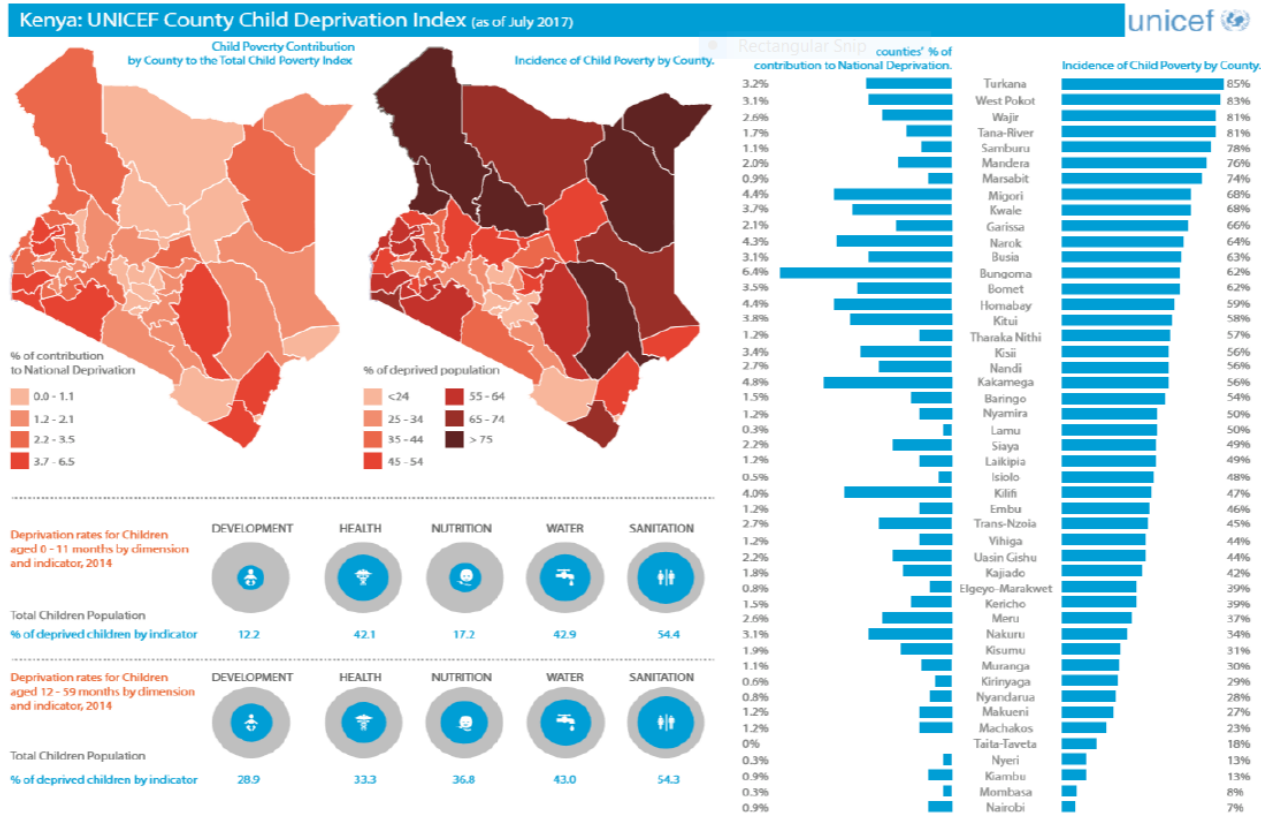 Kenya: UNICEF County Child Deprivation Index (as of July 2017)
unicef
Rectangular Snip
Child Poverty Contribution
by County to the Total Child Poverty Index
Incidence of Child Poverty by County.
% of contribution
to National Deprivation
0.0 - 1.1
1.2 - 2.1
2.2 - 3.5
3.7 - 6.5
% of deprived population
<24
25 - 34
35 - 44
45 - 54
55 - 64
65 - 74
> 75
Deprivation rates for Children
aged 0 - 11 months by dimension
and indicator, 2014
DEVELOPMENT HEALTH NUTRITION WATER SANITATION
Total Children Population
% of deprived children by indicator 12.2 42.1 17.2 42.9 54.4
Deprivation rates for Children
aged 12 - 59 months by dimension
and indicator, 2014
DEVELOPMENT HEALTH NUTRITION WATER SANITATION
Total Children Population
% of deprived children by indicator 28.9 33.3 36.8 43.0 54.3
counties' % of
contribution to National Deprivation.
Incidence of Child Poverty by County.
3.2% Turkana 85%
3.1% West Pokot 83%
2.6% Wajir 81%
1.7% Tana-River 81%
1.1% Samburu 78%
2.0% Mandera 76%
0.9% Marsabit 74%
4.4% Migori 68%
3.7% Kwale 68%
2.1% Garissa 66%
4.3% Narok 64%
3.1% Busia 63%
6.4% Bungoma 62%
3.5% Bomet 62%
4.4% Homabay 59%
3.8% Kitui 58%
1.2% Tharaka Nithi 57%
3.4% Kisii 56%
2.7% Nandi 56%
4.8% Kakamega 56%
1.5% Baringo 54%
1.2% Nyamira 50%
0.3% Lamu 50%
2.2% Siaya 49%
1.2% Laikipia 49%
0.5% Isiolo 48%
4.0% Kilifi 47%
1.2% Embu 46%
2.7% Trans-Nzoia 45%
1.2% Vihiga 44%
2.2% Uasin Gishu 44%
1.8% Kajiado 42%
0.8% Elgeyo-Marakwet 39%
1.5% Kericho 39%
2.6% Meru 37%
3.1% Nakuru 34%
1.9% Kisumu 31%
1.1% Muranga 30%
0.6% Kirinyaga 29%
0.8% Nyandarua 28%
1.2% Makueni 27%
1.2% Machakos 23%
0% Taita-Taveta 18%
0.3% Nyeri 13%
0.9% Kiambu 13%
0.3% Mombasa 8%
0.9% Nairobi 7%